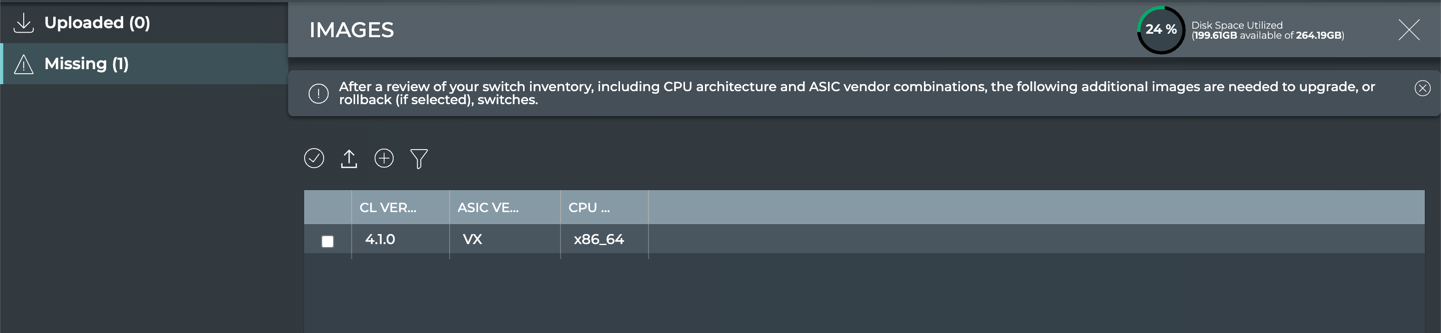 Uploaded (0)
Missing (1)
IMAGES
24 %
Disk Space Utilized
(199.61GB available of 264.19GB)
After a review of your switch inventory, including CPU architecture and ASIC vendor combinations, the following additional images are needed to upgrade, or
rollback (if selected), switches.
CL VER... ASIC VE... CPU ...
4.1.0 VX x86_64